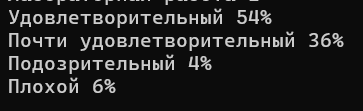 Удовлетворительный 54%
Почти удовлетворительный 36%
Подозрительный 4%
Плохой 6%